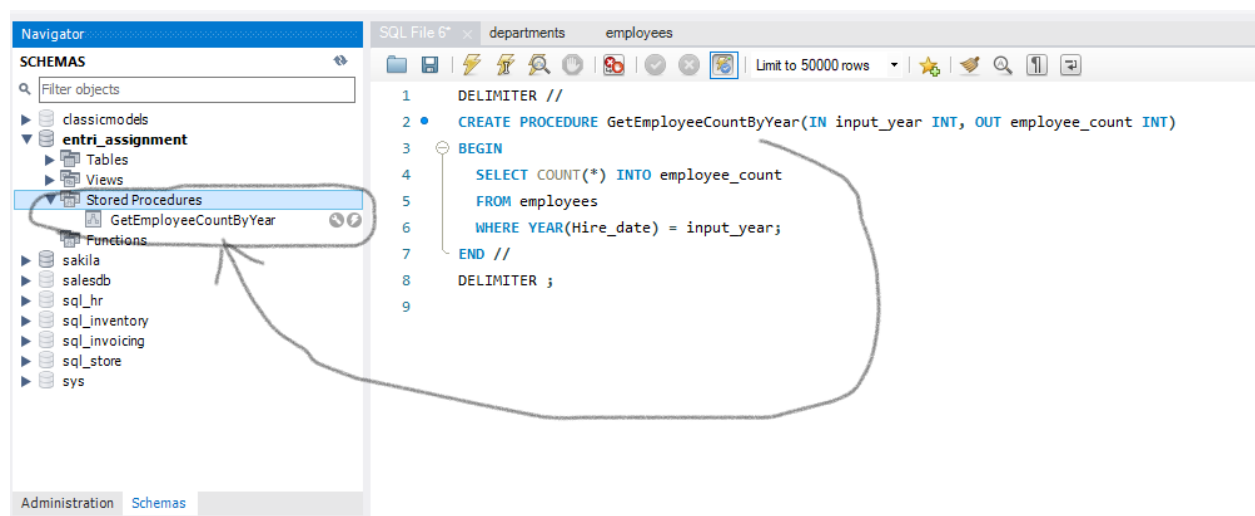 Navigator
SCHEMAS
Filter objects
classicmodels
entri_assignment
Tables
Views
Stored Procedures
GetEmployeeCountByYear
Functions
sakila
salesdb
sql_hr
sql_inventory
sql_invoicing
sql_store
sys
Administration Schemas
SQL File 6* departments employees
Limit to 50000 rows
1 DELIMITER //
2 CREATE PROCEDURE GetEmployeeCountByYear(IN input_year INT, OUT employee_count INT)
3 BEGIN
4 SELECT COUNT(*) INTO employee_count
5 FROM employees
6 WHERE YEAR(Hire_date) = input_year;
7 END //
8 DELIMITER ;
9